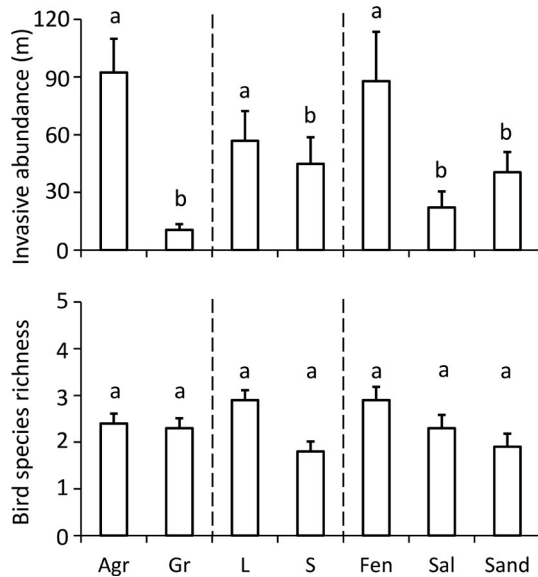 Invasive abundance (m)
120
90
60
30
0
a
b
a
b
a
b
b
Bird species richness
5
4
3
2
1
0
a
a
a
a
a
a
a
Agr
Gr
L
S
Fen
Sal
Sand